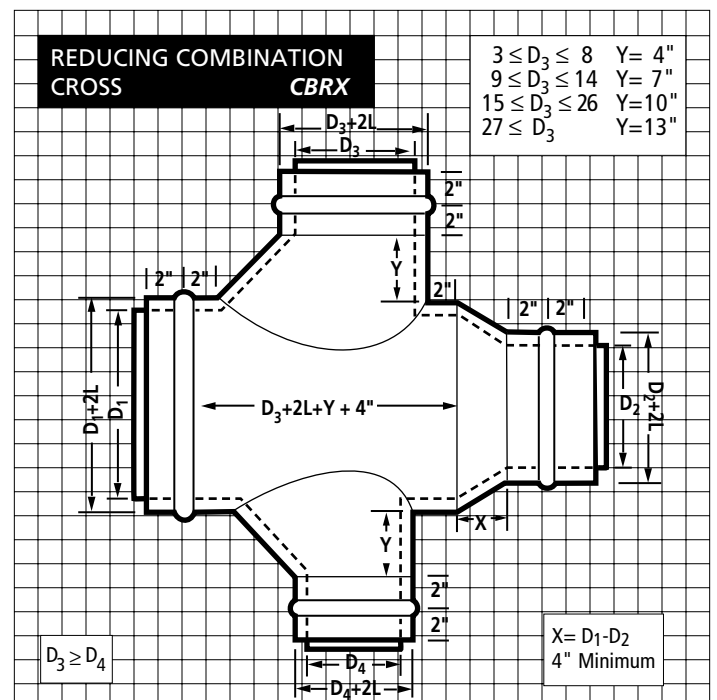 REDUCING COMBINATION
CROSS CBRX
3 ≤ D₃ ≤ 8 Y= 4"
9 ≤ D₃ ≤ 14 Y= 7"
15 ≤ D₃ ≤ 26 Y=10"
27 ≤ D₃ Y=13"
D₃+2L
D₃
2"
2"
Y
2" 2"
2"
2" 2"
D₁+2L
D₁
D₃+2L+Y + 4"
D₂
D₂+2L
X
Y
2"
2"
D₄
D₄+2L
D₃ ≥ D₄
X= D₁-D₂
4" Minimum